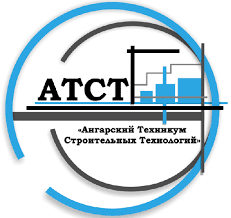 АТСТ
«Ангарский Техникум
Строительных Технологий»